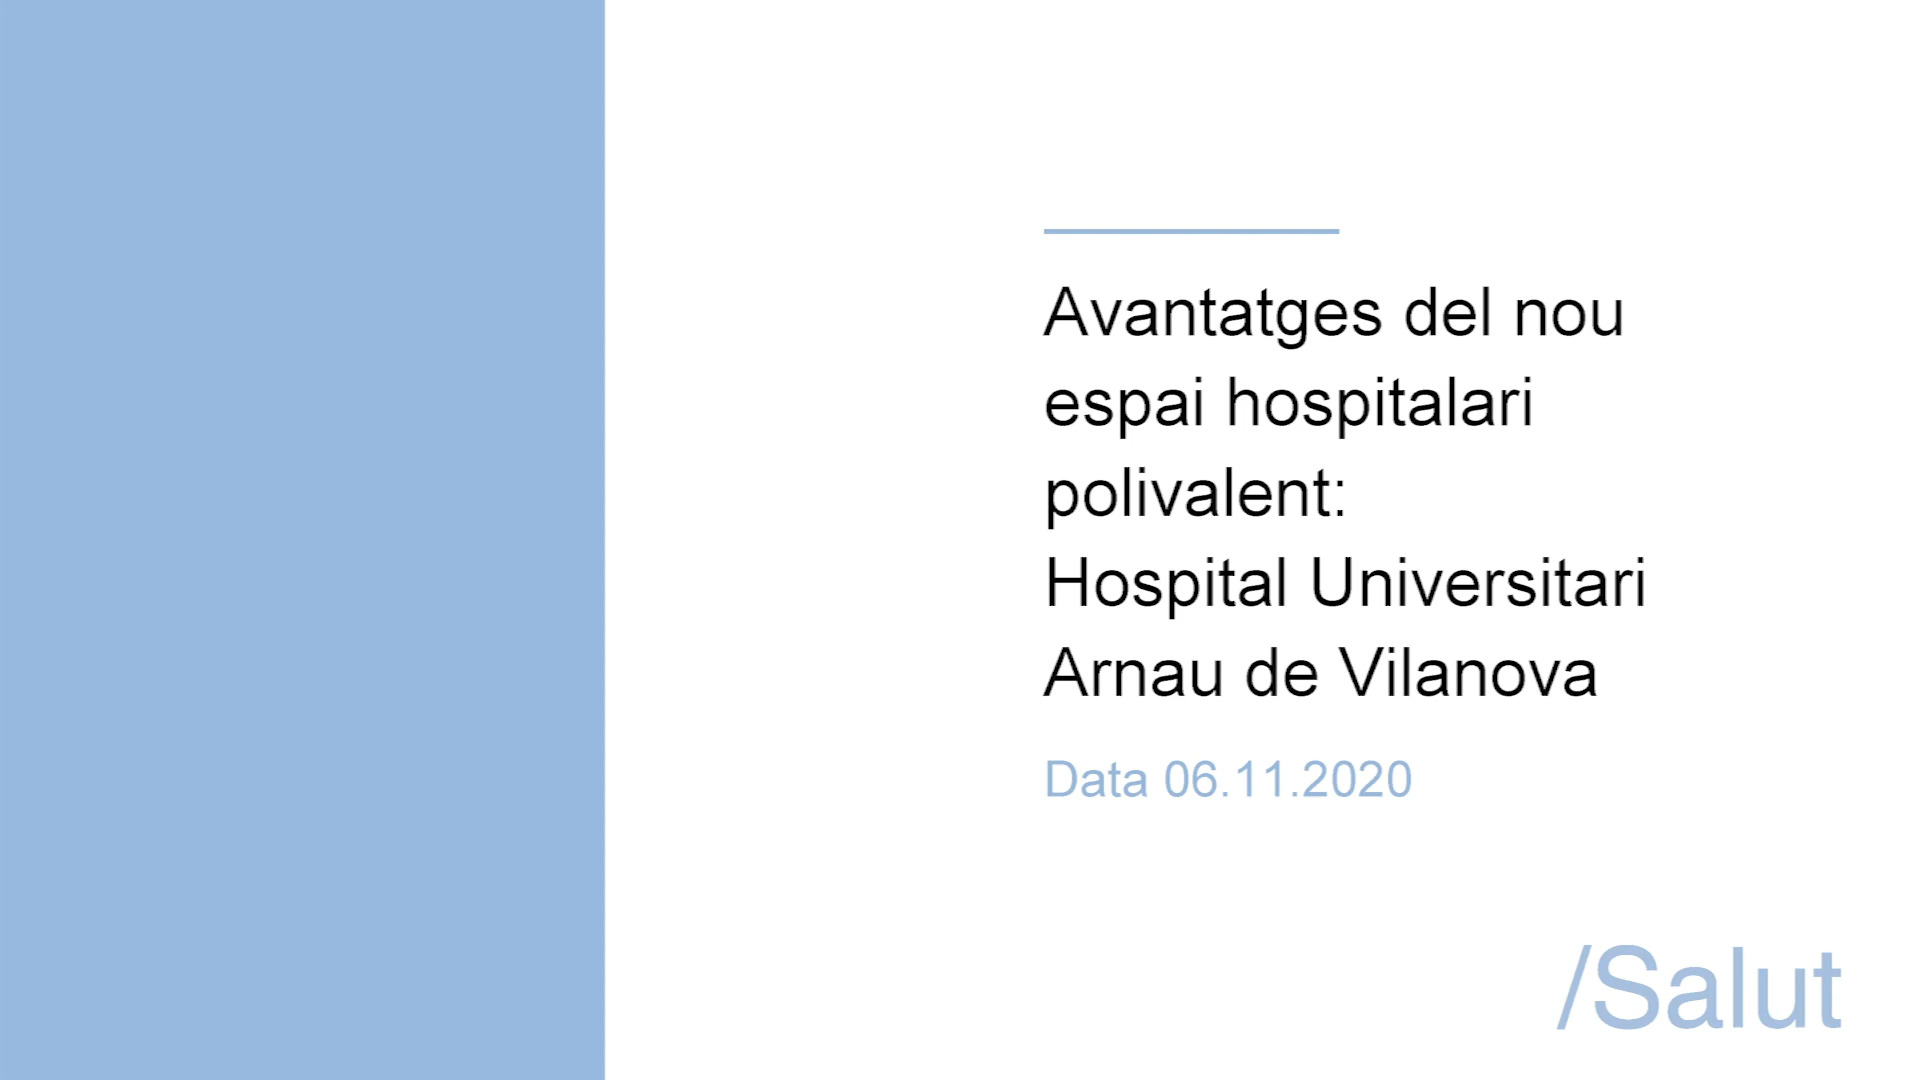 Avantatges del nou
espai hospitalari
polivalent:
Hospital Universitari
Arnau de Vilanova
Data 06.11.2020
/Salut